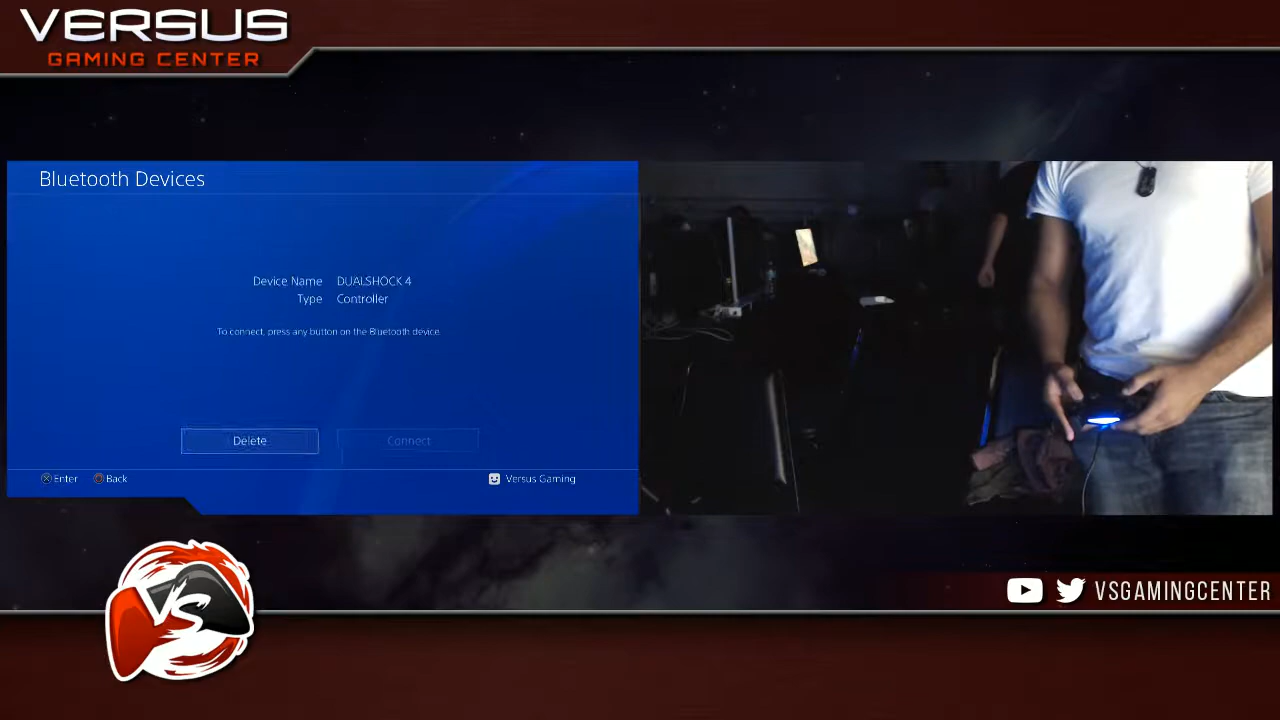 VERSUS
GAMING CENTER
Bluetooth Devices
Device Name DUALSHOCK 4
Type Controller
To connect, press any button on the Bluetooth device.
Delete Connect
Enter Back Versus Gaming
VS
VSGAMINGCENTER